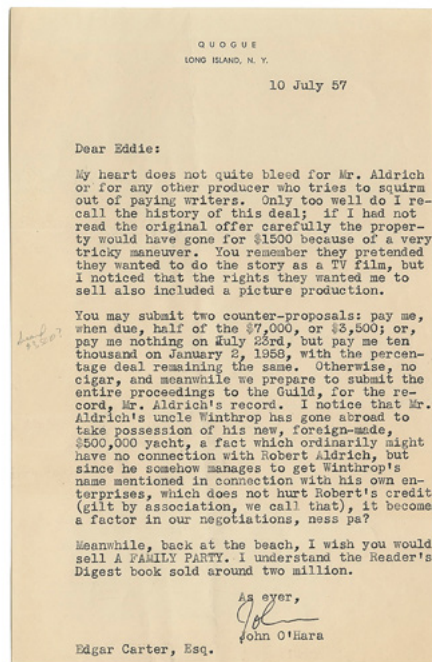 QUOGUE
LONG ISLAND, N. Y.
10 July 57
Dear Eddie:
My heart does not quite bleed for Mr. Aldrich
or for any other producer who tries to squirm
out of paying writers. Only too well do I re-
call the history of this deal; if I had not
read the original offer carefully the proper-
ty would have gone for $1500 because of a very
tricky maneuver. You remember they pretended
they wanted to do the story as a TV film, but
I noticed that the rights they wanted me to
sell also included a picture production.
You may submit two counter-proposals: pay me,
when due, half of the $7,000, or $3,500; or,
pay me nothing on July 23rd, but pay me ten
thousand on January 2, 1958, with the percen-
tage deal remaining the same. Otherwise, no
cigar, and meanwhile we prepare to submit the
entire proceedings to the Guild, for the re-
cord, Mr. Aldrich's record. I notice that Mr.
Aldrich's uncle Winthrop has gone abroad to
take possession of his new, foreign-made,
$500,000 yacht, a fact which ordinarily might
have no connection with Robert Aldrich, but
since he somehow manages to get Winthrop's
name mentioned in connection with his own en-
terprises, which does not hurt Robert's credit
(gilt by association, we call that), it become
a factor in our negotiations, ness pa?
Meanwhile, back at the beach, I wish you would
sell A FAMILY PARTY. I understand the Reader's
Digest book sold around two million.
As ever,
John
John O'Hara
Edgar Carter, Esq.